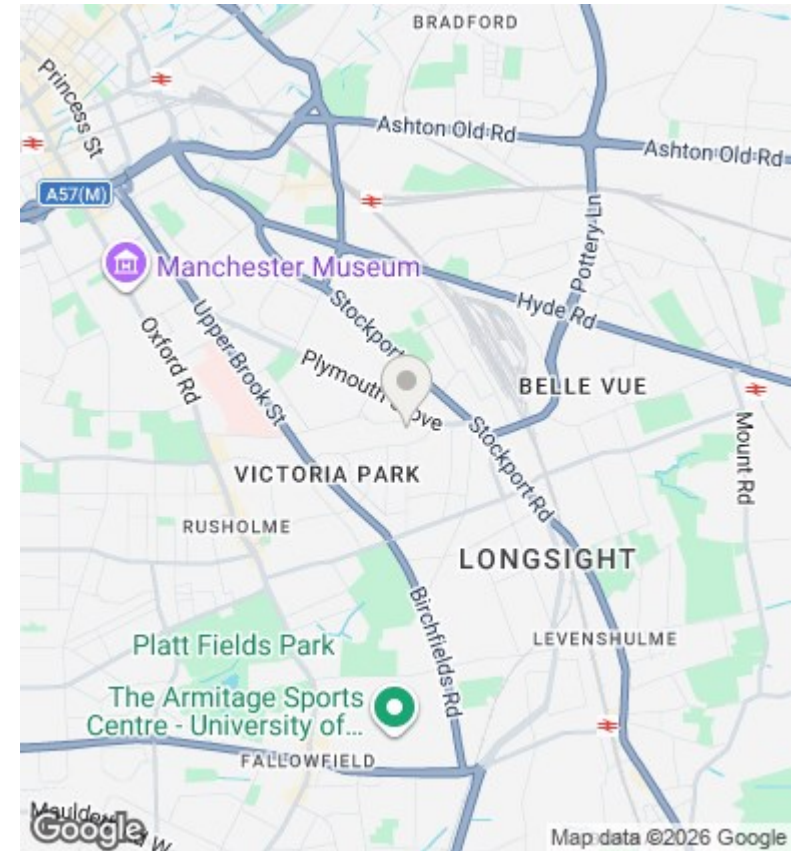 BRADFORD
Princess St
Ashton Old Rd
Ashton Old Rd
A57(M)
Pottery Ln
Manchester Museum
Hyde Rd
Stockport
Oxford Rd
Upper Brook St
Plymouth Grove
BELLE VUE
Stockport Rd
Mount Rd
VICTORIA PARK
RUSHOLME
LONGSIGHT
Birchfields Rd
LEVENSHULME
Platt Fields Park
The Armitage Sports
Centre - University of...
FALLOWFIELD
Google
Map data ©2026 Google